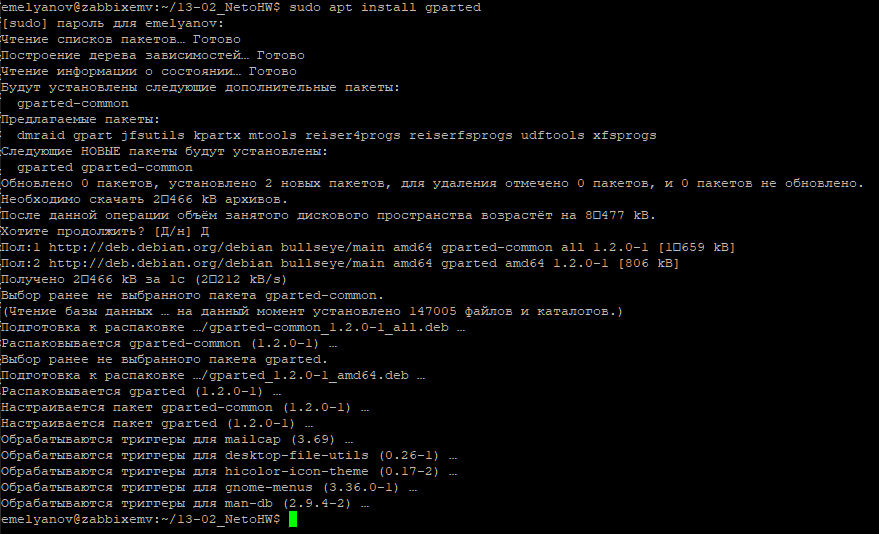 emelyanov@zabbixemv:~/13-02_NetoHW$ sudo apt install gparted
[sudo] пароль для emelyanov:
Чтение списков пакетов… Готово
Построение дерева зависимостей… Готово
Чтение информации о состоянии… Готово
Будут установлены следующие дополнительные пакеты:
  gparted-common
Предлагаемые пакеты:
  dmraid gpart jfsutils kpartx mtools reiser4progs reiserfsprogs udftools xfsprogs
Следующие НОВЫЕ пакеты будут установлены:
  gparted gparted-common
Обновлено 0 пакетов, установлено 2 новых пакетов, для удаления отмечено 0 пакетов, и 0 пакетов не обновлено.
Необходимо скачать 2□466 kB архивов.
После данной операции объём занятого дискового пространства возрастёт на 8□477 kB.
Хотите продолжить? [Д/н] Д
Пол:1 http://deb.debian.org/debian bullseye/main amd64 gparted-common all 1.2.0-1 [1□659 kB]
Пол:2 http://deb.debian.org/debian bullseye/main amd64 gparted amd64 1.2.0-1 [806 kB]
Получено 2□466 kB за 1с (2□212 kB/s)
Выбор ранее не выбранного пакета gparted-common.
(Чтение базы данных … на данный момент установлено 147005 файлов и каталогов.)
Подготовка к распаковке …/gparted-common_1.2.0-1_all.deb …
Распаковывается gparted-common (1.2.0-1) …
Выбор ранее не выбранного пакета gparted.
Подготовка к распаковке …/gparted_1.2.0-1_amd64.deb …
Распаковывается gparted (1.2.0-1) …
Настраивается пакет gparted-common (1.2.0-1) …
Настраивается пакет gparted (1.2.0-1) …
Обрабатываются триггеры для mailcap (3.69) …
Обрабатываются триггеры для desktop-file-utils (0.26-1) …
Обрабатываются триггеры для hicolor-icon-theme (0.17-2) …
Обрабатываются триггеры для gnome-menus (3.36.0-1) …
Обрабатываются триггеры для man-db (2.9.4-2) …
emelyanov@zabbixemv:~/13-02_NetoHW$